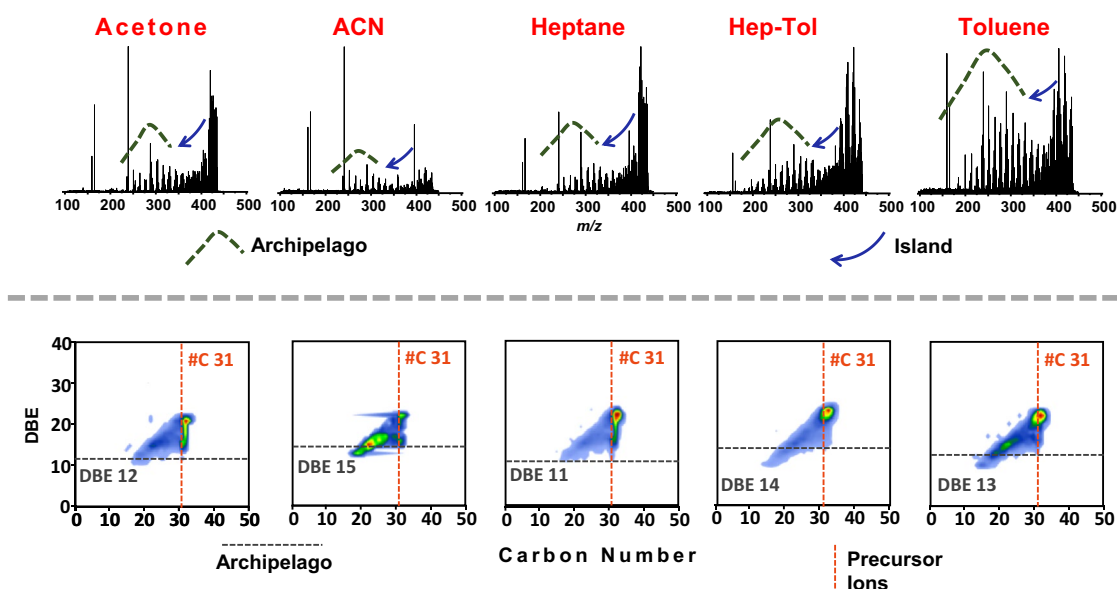 Acetone ACN Heptane Hep-Tol Toluene
100 200 300 400 500 100 200 300 400 500 100 200 300 400 500 100 200 300 400 500 100 200 300 400 500
m/z
Archipelago Island
40 #C 31 #C 31 #C 31 #C 31 #C 31
30
DBE
20
10
DBE 12 DBE 15 DBE 11 DBE 14 DBE 13
0
0 10 20 30 40 50 0 10 20 30 40 50 0 10 20 30 40 50 0 10 20 30 40 50 0 10 20 30 40 50
Archipelago Carbon Number Precursor
Ions